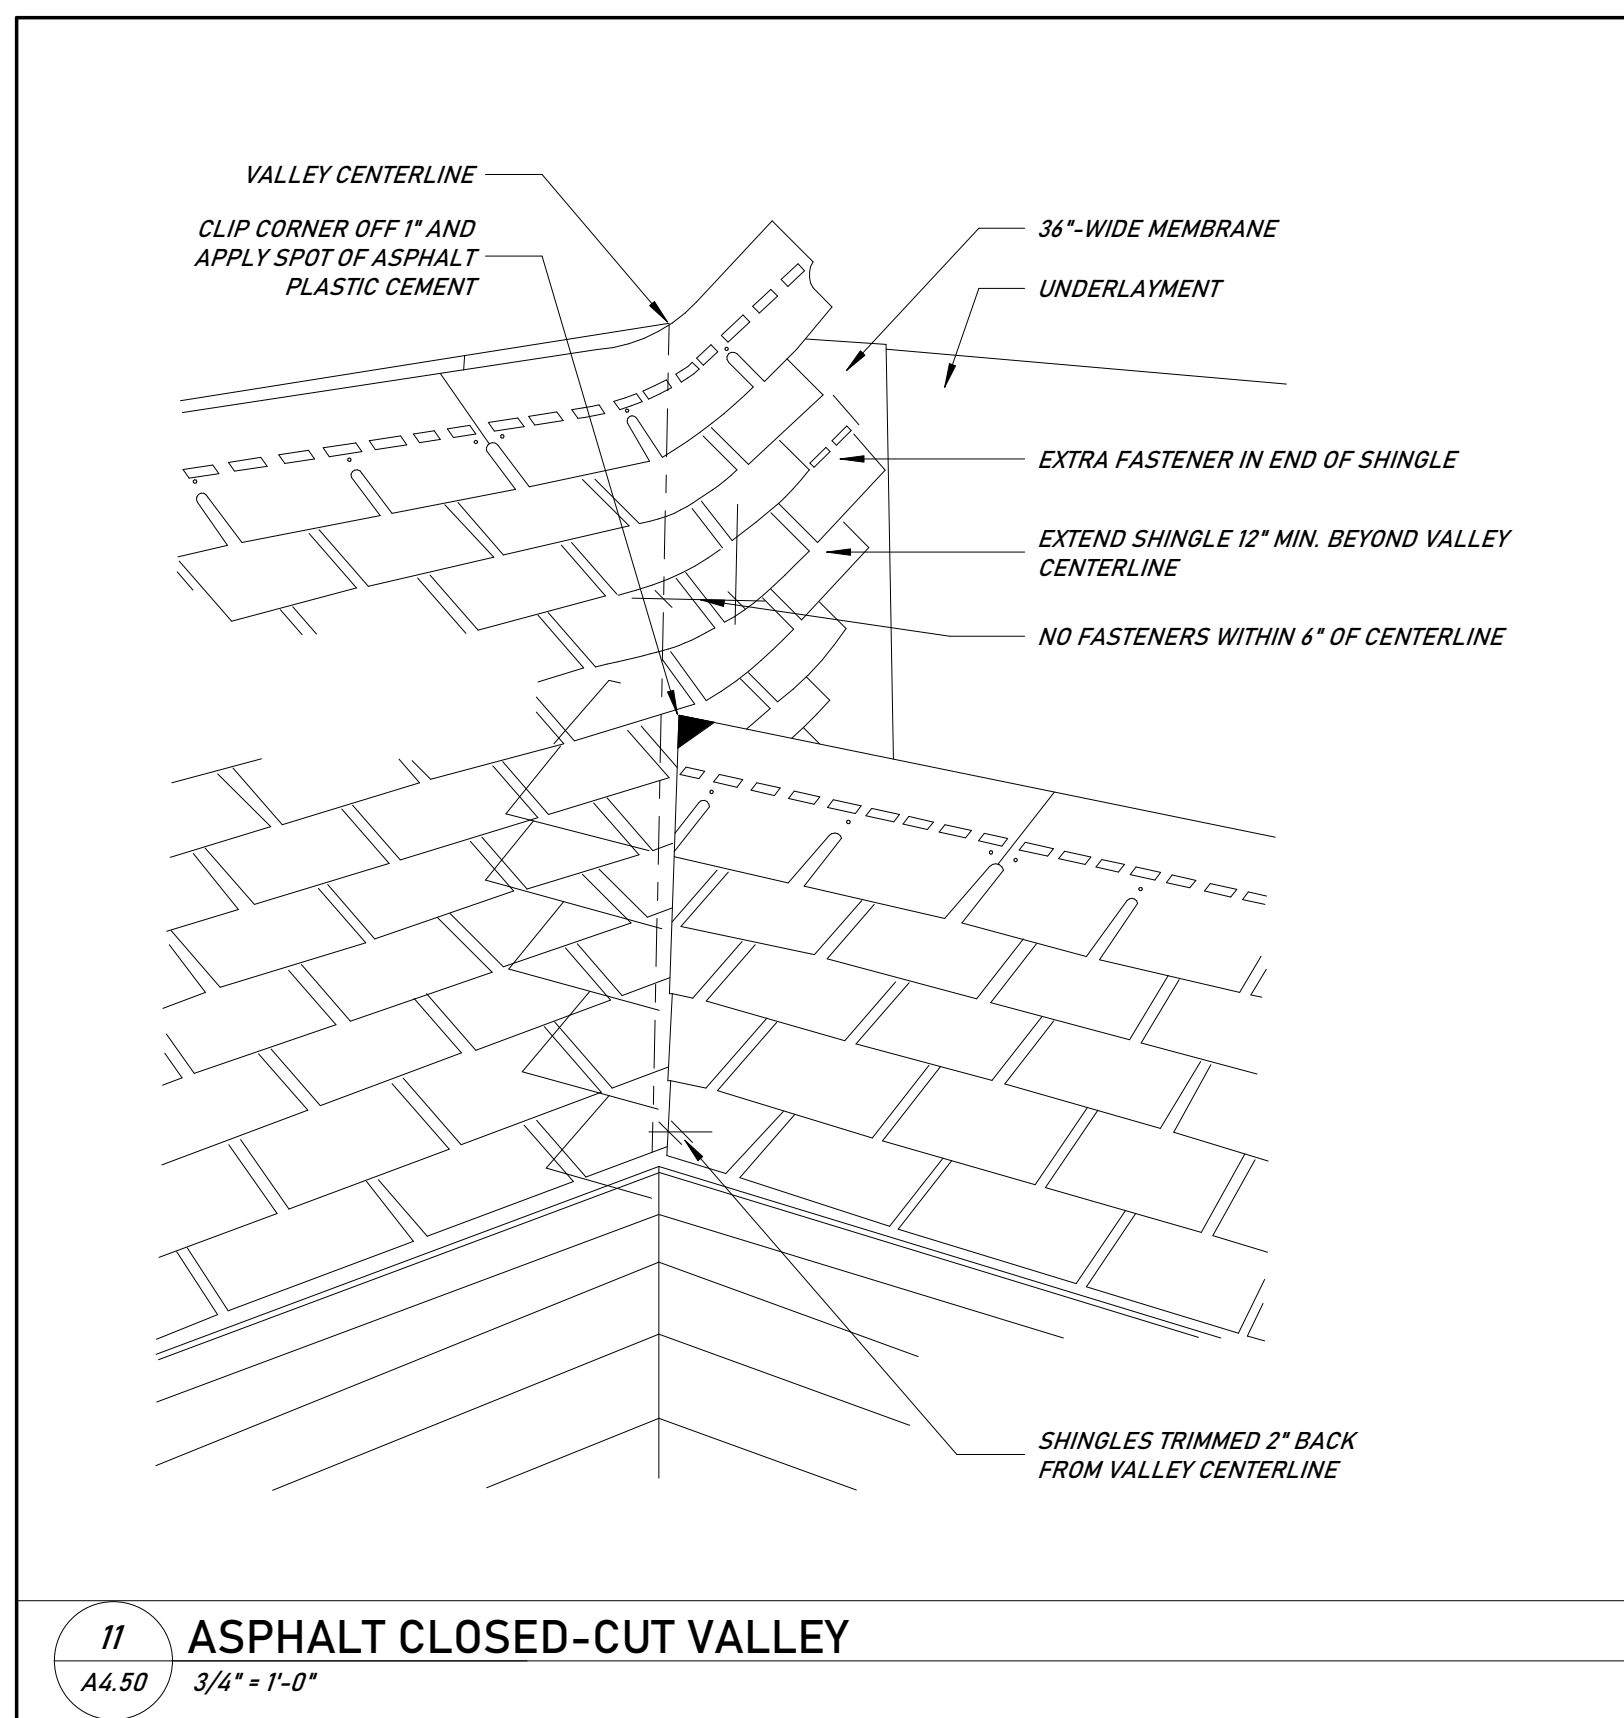 VALLEY CENTERLINE
CLIP CORNER OFF 1" AND
APPLY SPOT OF ASPHALT
PLASTIC CEMENT
36"-WIDE MEMBRANE
UNDERLAYMENT
EXTRA FASTENER IN END OF SHINGLE
EXTEND SHINGLE 12" MIN. BEYOND VALLEY
CENTERLINE
NO FASTENERS WITHIN 6" OF CENTERLINE
SHINGLES TRIMMED 2" BACK
FROM VALLEY CENTERLINE
11
ASPHALT CLOSED-CUT VALLEY
A4.50
3/4" = 1'-0"